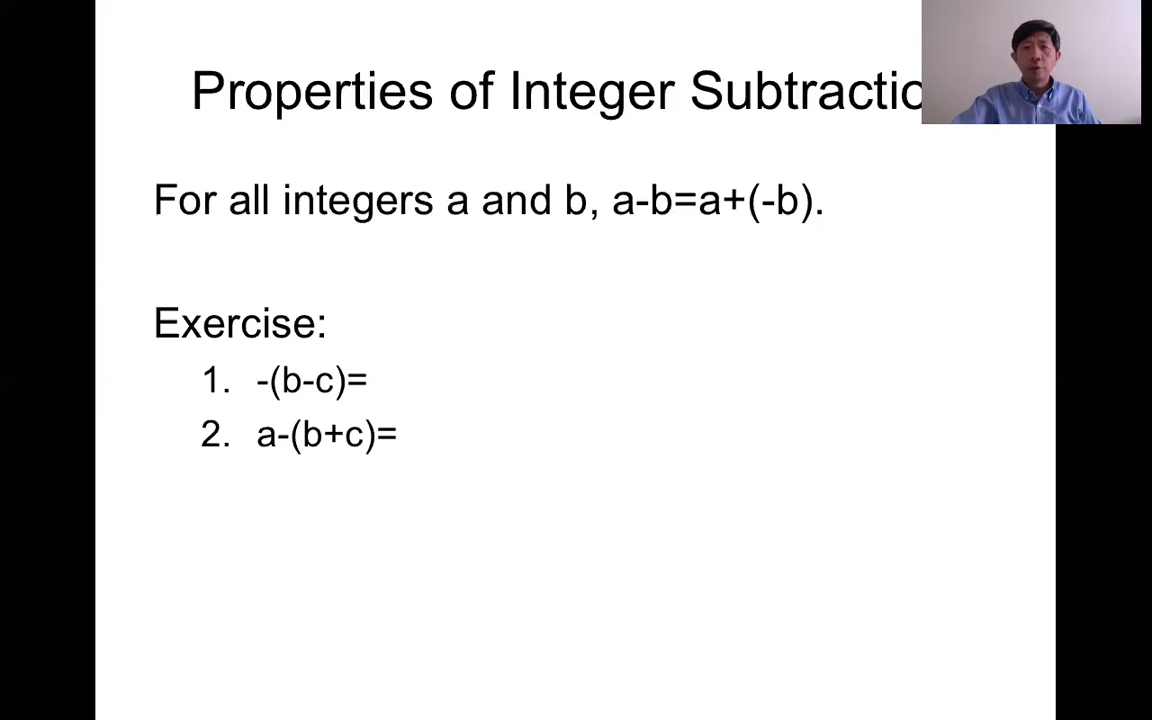 Properties of Integer Subtractio
For all integers a and b, a-b=a+(-b).
Exercise:
1. -(b-c)=
2. a-(b+c)=